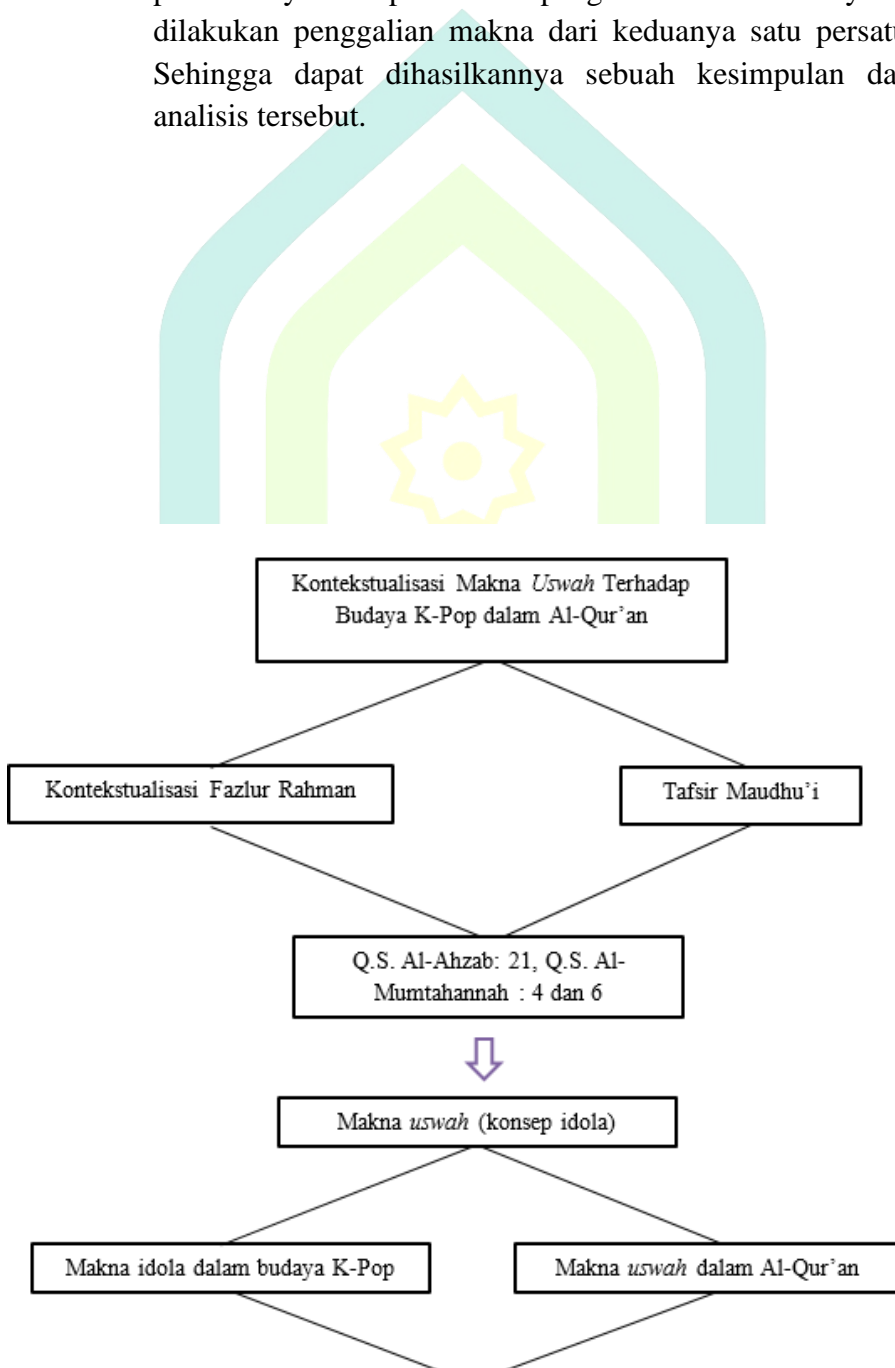 dilakukan penggalian makna dari keduanya satu persatu
Sehingga dapat dihasilkannya sebuah kesimpulan da
analisis tersebut.
Kontekstualisasi Makna Uswah Terhadap
Budaya K-Pop dalam Al-Qur’an
Kontekstualisasi Fazlur Rahman
Tafsir Maudhu’i
Q.S. Al-Ahzab: 21, Q.S. Al-
Mumtahannah : 4 dan 6
Makna uswah (konsep idola)
Makna idola dalam budaya K-Pop
Makna uswah dalam Al-Qur’an